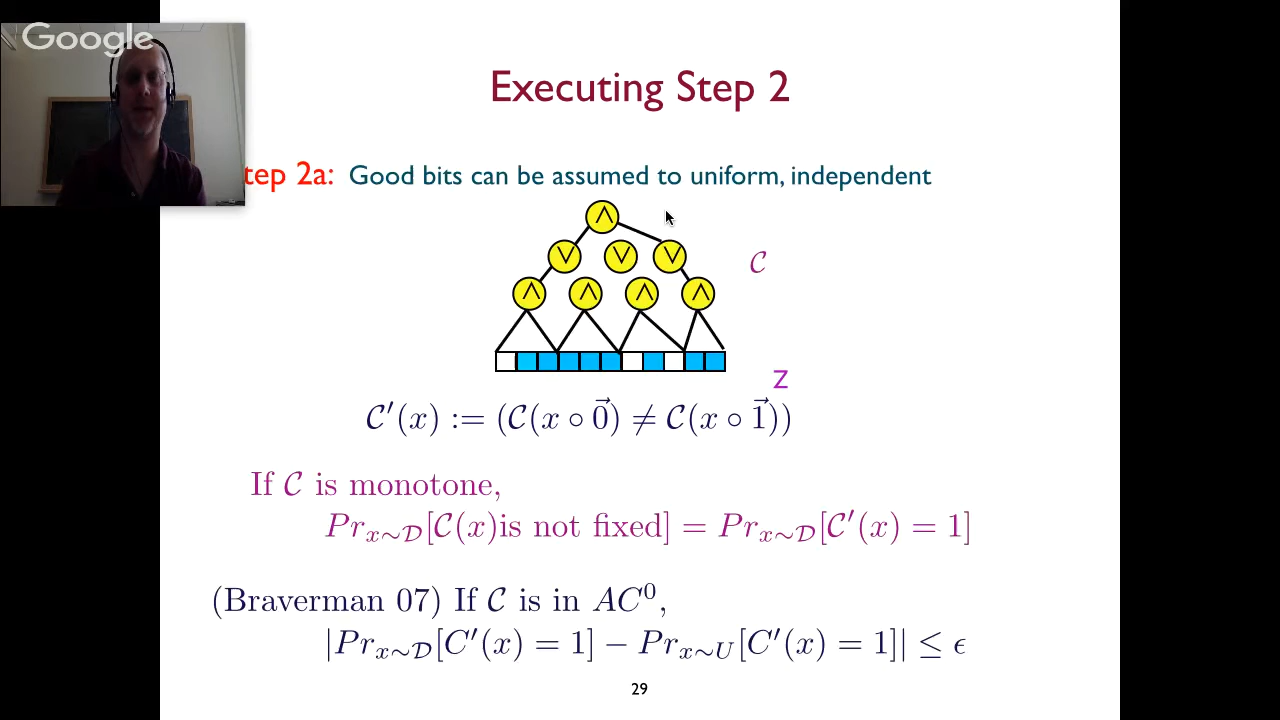 Google
Executing Step 2
tep 2a: Good bits can be assumed to uniform, independent
∧
∨ ∨ ∨
𝒞
∧ ∧ ∧ ∧
z
𝒞′(x) := (𝒞(x ∘ 0⃗) ≠ 𝒞(x ∘ 1⃗))
If 𝒞 is monotone,
Pr_{x∼𝒟}[𝒞(x)is not fixed] = Pr_{x∼𝒟}[𝒞′(x) = 1]
(Braverman 07) If 𝒞 is in AC⁰,
|Pr_{x∼𝒟}[C′(x) = 1] − Pr_{x∼U}[C′(x) = 1]| ≤ ϵ
29